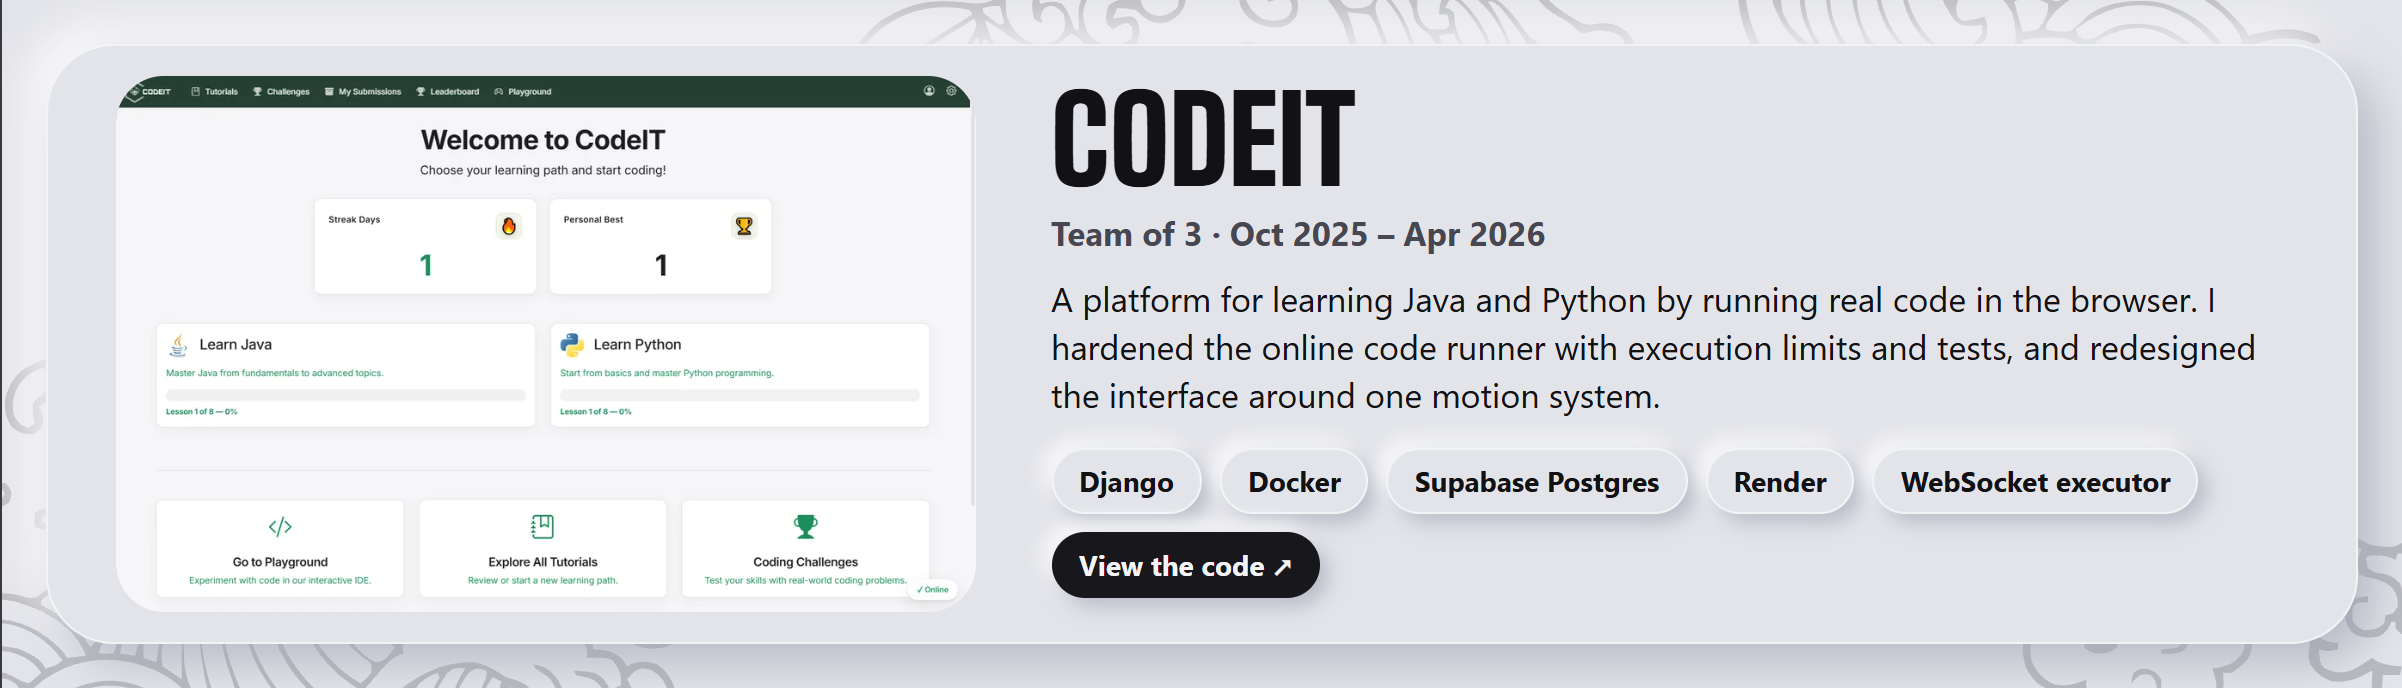 CODEIT
Tutorials
Challenges
My Submissions
Leaderboard
Playground
Welcome to CodeIT
Choose your learning path and start coding!
Streak Days
1
Personal Best
1
Learn Java
Master Java from fundamentals to advanced topics.
Lesson 1 of 8 — 0%
Learn Python
Start from basics and master Python programming.
Lesson 1 of 8 — 0%
Go to Playground
Experiment with code in our interactive IDE.
Explore All Tutorials
Review or start a new learning path.
Coding Challenges
Test your skills with real-world coding problems.
✓ Online
CODEIT
Team of 3 · Oct 2025 – Apr 2026
A platform for learning Java and Python by running real code in the browser. I
hardened the online code runner with execution limits and tests, and redesigned
the interface around one motion system.
Django
Docker
Supabase Postgres
Render
WebSocket executor
View the code ↗